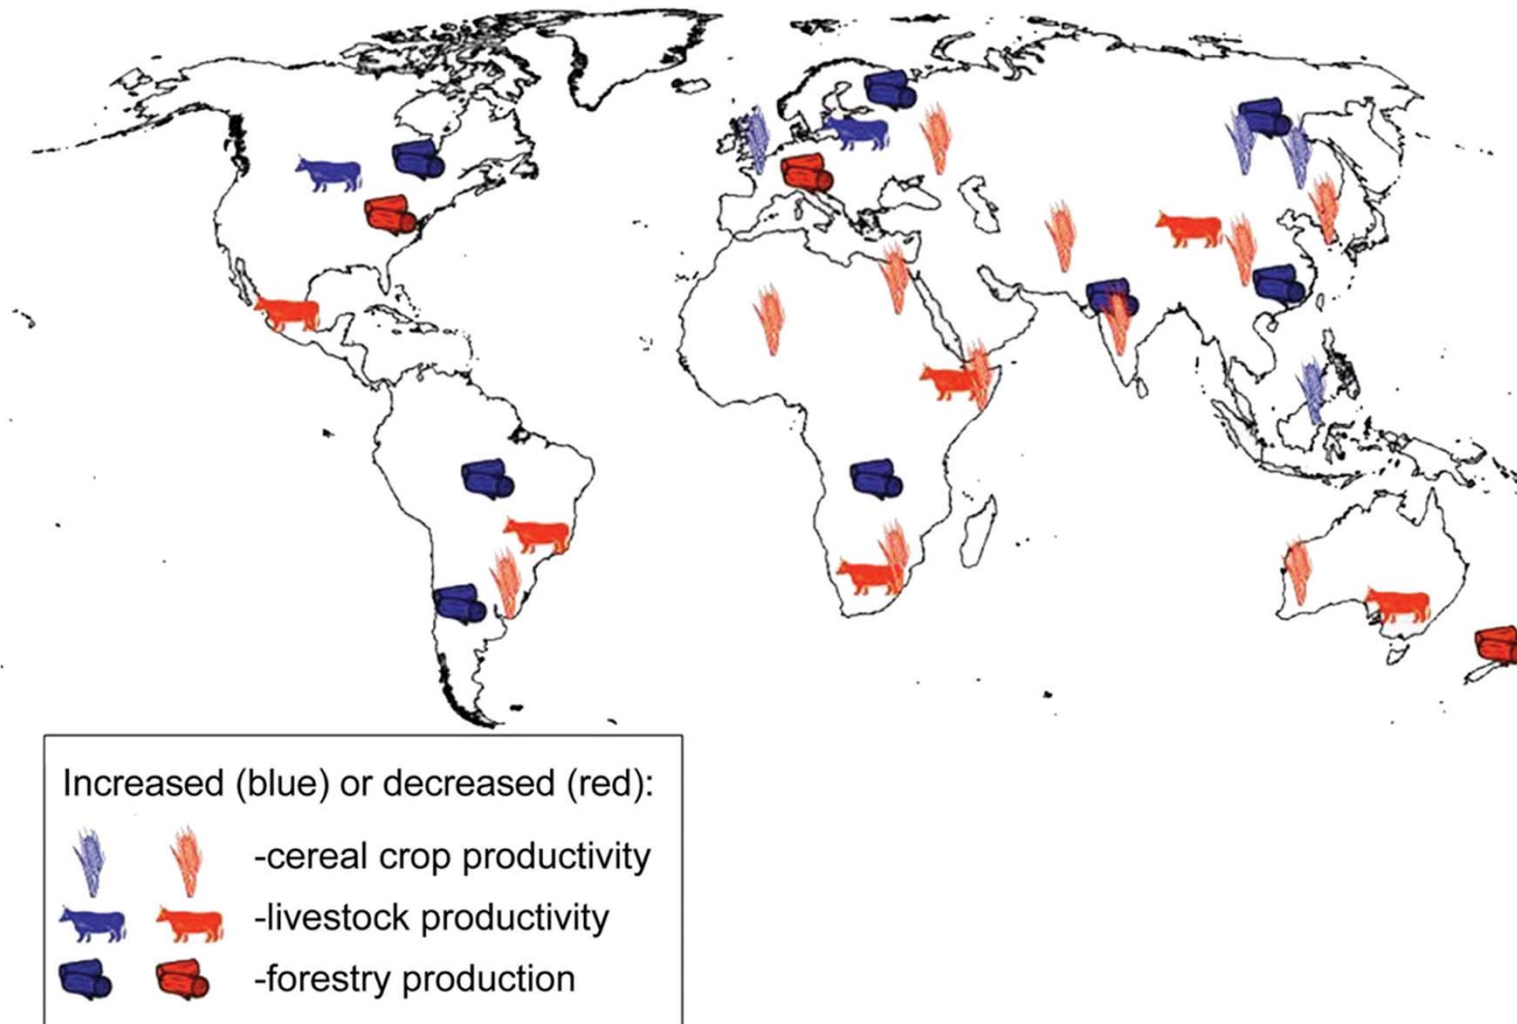 Increased (blue) or decreased (red):
-cereal crop productivity
-livestock productivity
-forestry production